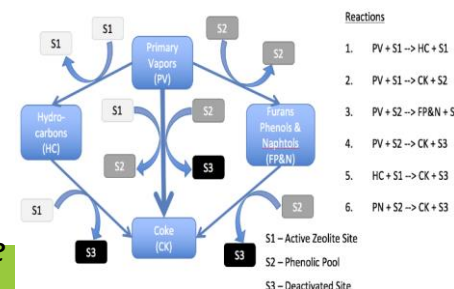 Reactions
S1
S1
S2
S2
Primary
Vapors
(PV)
1. PV + S1 --> HC + S1
2. PV + S1 --> CK + S2
3. PV + S2 --> FP&N + S
4. PV + S2 --> CK + S3
5. HC + S1 --> CK + S3
6. PN + S2 --> CK + S3
Hydro-
carbons
(HC)
S1
S2
S2
S3
Furans
Phenols &
Naphtols
(FP&N)
S1
S3
Coke
(CK)
S2
S3
S1 – Active Zeolite Site
S2 – Phenolic Pool
S3 – Deactivated Site
e